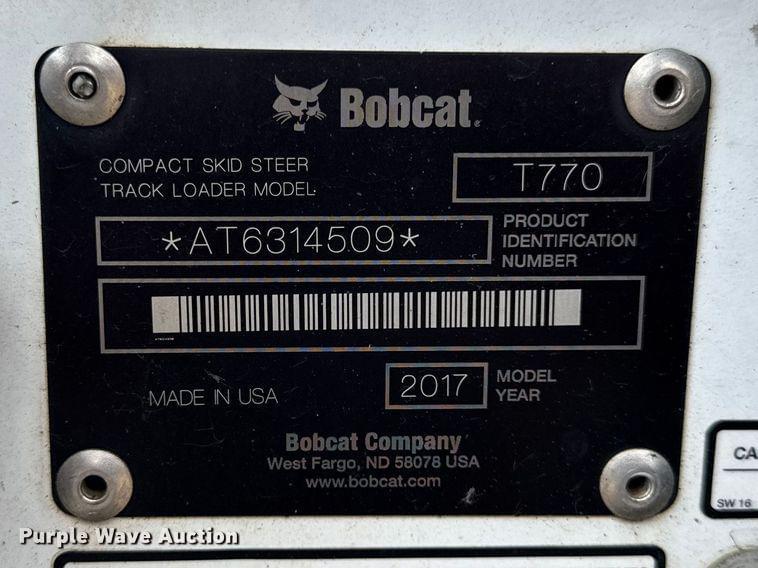 Bobcat
COMPACT SKID STEER
TRACK LOADER MODEL
T770
*AT6314509*
PRODUCT
IDENTIFICATION
NUMBER
MADE IN USA
2017
MODEL
YEAR
Bobcat Company
West Fargo, ND 58078 USA
www.bobcat.com
CA
SW 16
Purple Wave Auction